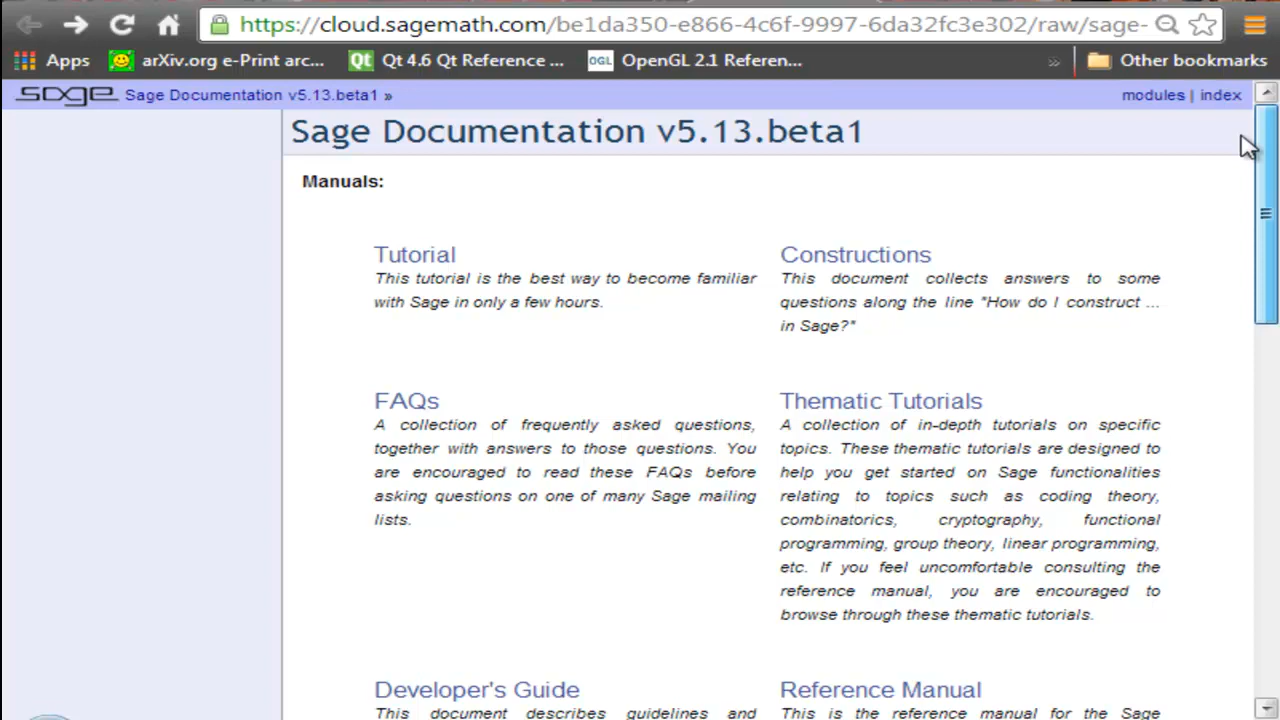 https://cloud.sagemath.com/be1da350-e866-4c6f-9997-6da32fc3e302/raw/sage-
Apps arXiv.org e-Print arc... Qt Qt 4.6 Qt Reference ... OGL OpenGL 2.1 Referen... » Other bookmarks
sage Sage Documentation v5.13.beta1 » modules | index
Sage Documentation v5.13.beta1
Manuals:
Tutorial
This tutorial is the best way to become familiar
with Sage in only a few hours.
Constructions
This document collects answers to some
questions along the line "How do I construct ...
in Sage?"
FAQs
A collection of frequently asked questions,
together with answers to those questions. You
are encouraged to read these FAQs before
asking questions on one of many Sage mailing
lists.
Thematic Tutorials
A collection of in-depth tutorials on specific
topics. These thematic tutorials are designed to
help you get started on Sage functionalities
relating to topics such as coding theory,
combinatorics, cryptography, functional
programming, group theory, linear programming,
etc. If you feel uncomfortable consulting the
reference manual, you are encouraged to
browse through these thematic tutorials.
Developer's Guide
This document describes guidelines and
Reference Manual
This is the reference manual for the Sage